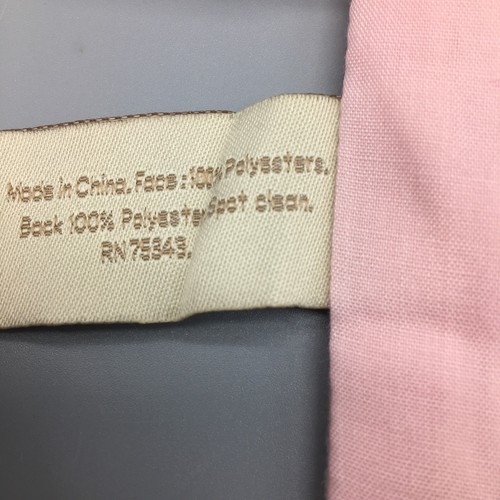 Made in China. Face: 100% Polyesters.
Back 100% Polyester Spot clean.
RN75343.